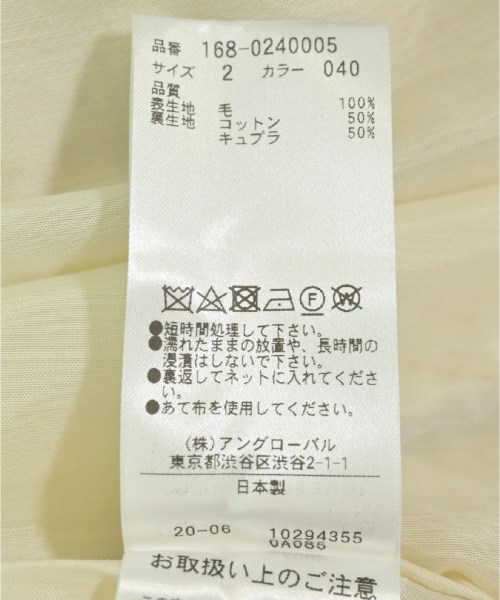 品番 168-0240005
サイズ 2 カラー 040
品質
表生地 毛 100%
裏生地 コットン 50%
キュプラ 50%
●短時間処理して下さい。
●濡れたままの放置や、長時間の
浸漬はしないで下さい。
●裏返してネットに入れてくださ
い。
●あて布を使用してください。
(株)アングローバル
東京都渋谷区渋谷2-1-1
日本製
20-06 10294355
0A085
お取扱い上のご注意